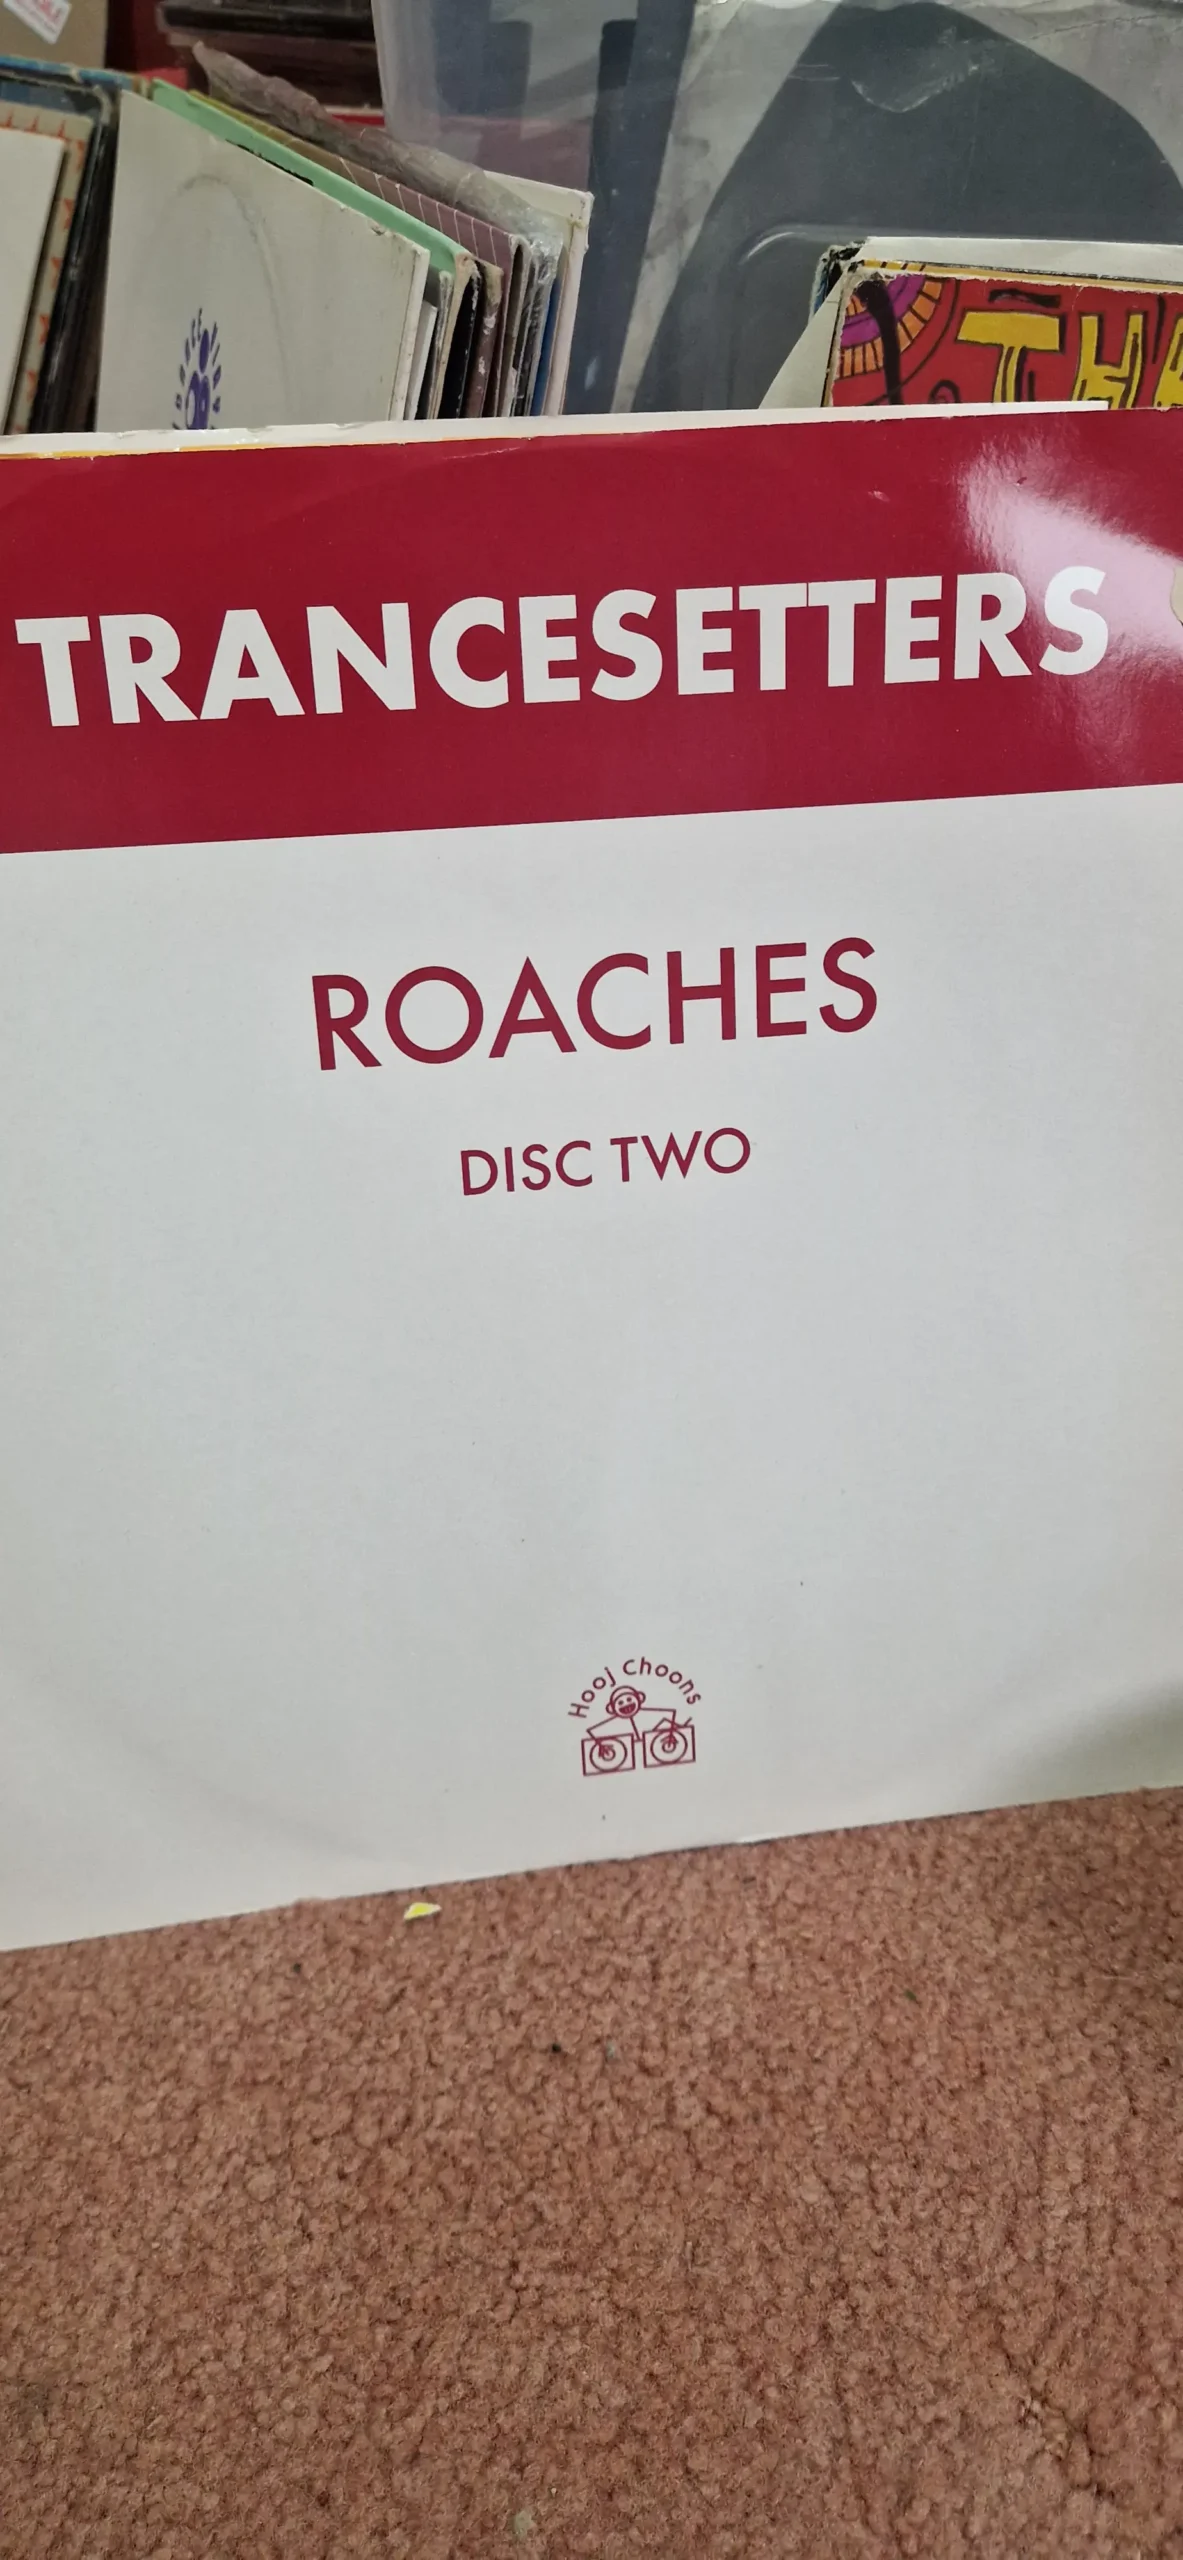 TRANCESETTERS
ROACHES
DISC TWO
Hooj Choons